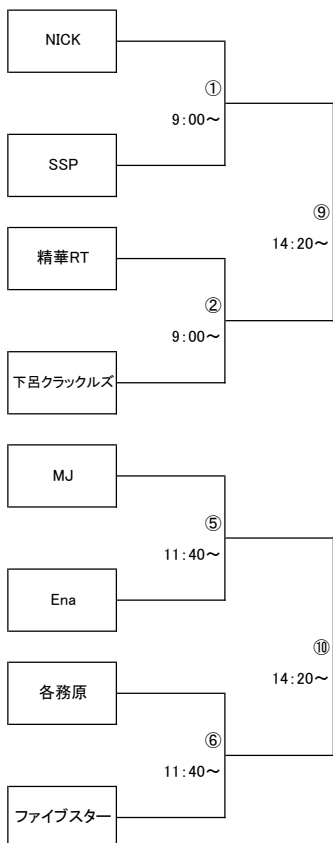 NICK
①
9:00～
SSP
⑨
14:20～
精華RT
②
9:00～
下呂クラックルズ
MJ
⑤
11:40～
Ena
⑩
14:20～
各務原
⑥
11:40～
ファイブスター